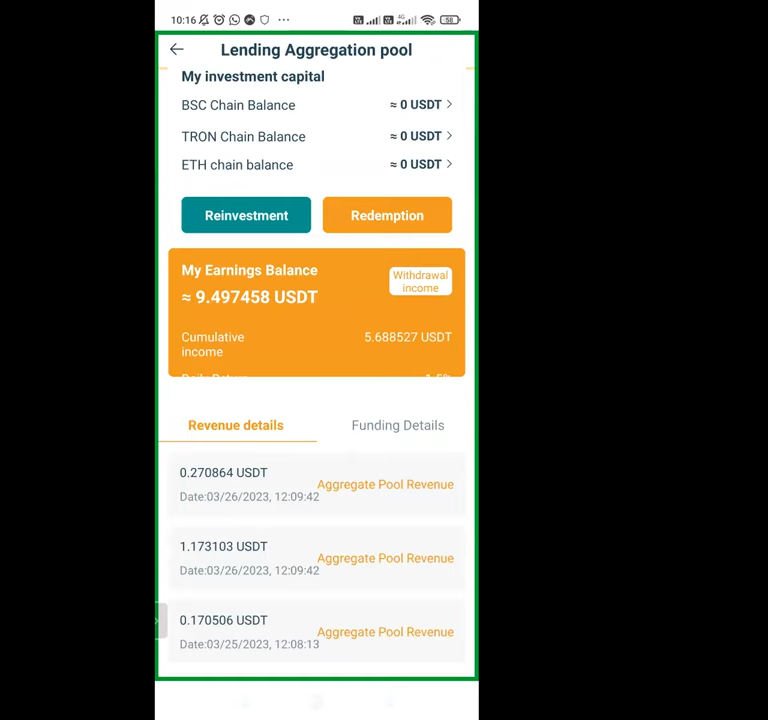 10:16
58
Lending Aggregation pool
My investment capital
BSC Chain Balance ≈ 0 USDT >
TRON Chain Balance ≈ 0 USDT >
ETH chain balance ≈ 0 USDT >
Reinvestment Redemption
My Earnings Balance
Withdrawal income
≈ 9.497458 USDT
Cumulative income 5.688527 USDT
Revenue details Funding Details
0.270864 USDT
Aggregate Pool Revenue
Date:03/26/2023, 12:09:42
1.173103 USDT
Aggregate Pool Revenue
Date:03/26/2023, 12:09:42
0.170506 USDT
Aggregate Pool Revenue
Date:03/25/2023, 12:08:13